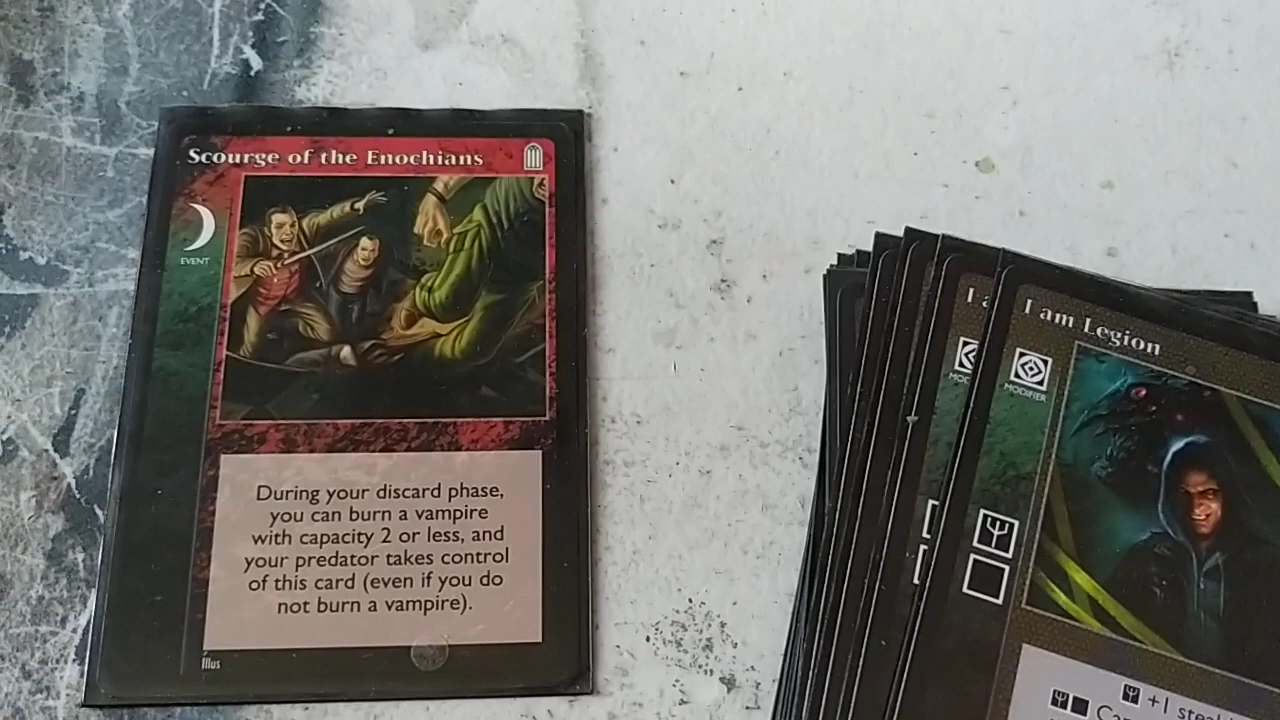 Scourge of the Enochians
EVENT
During your discard phase,
you can burn a vampire
with capacity 2 or less, and
your predator takes control
of this card (even if you do
not burn a vampire).
Illus
I a
MOD
I am Legion
MODIFIER
+1 stea